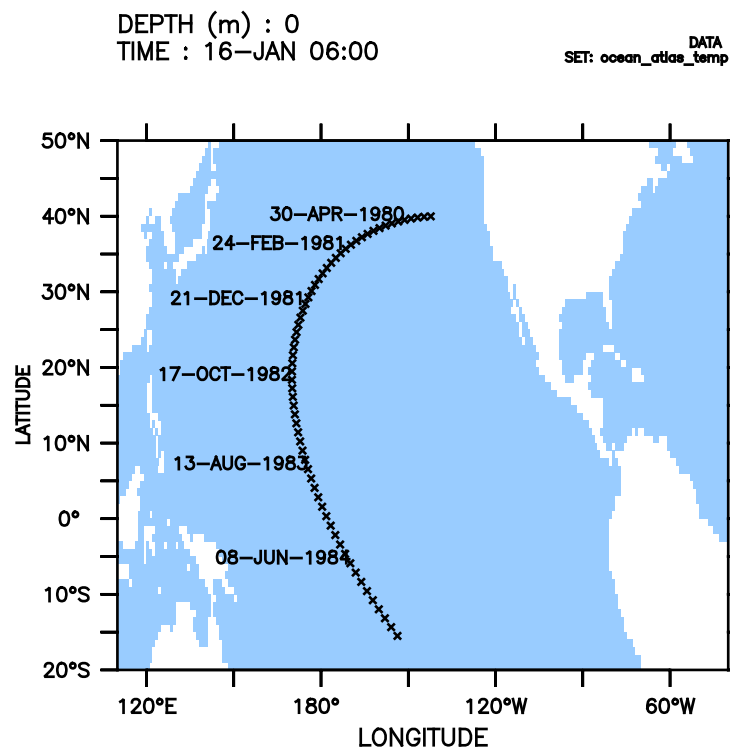 DEPTH (m) : 0
TIME : 16-JAN 06:00
DATA
SET: ocean_atlas_temp
50°N
40°N
30°N
20°N
10°N
0°
10°S
20°S
LATITUDE
30-APR-1980
24-FEB-1981
21-DEC-1981
17-OCT-1982
13-AUG-1983
08-JUN-1984
120°E
180°
120°W
60°W
LONGITUDE